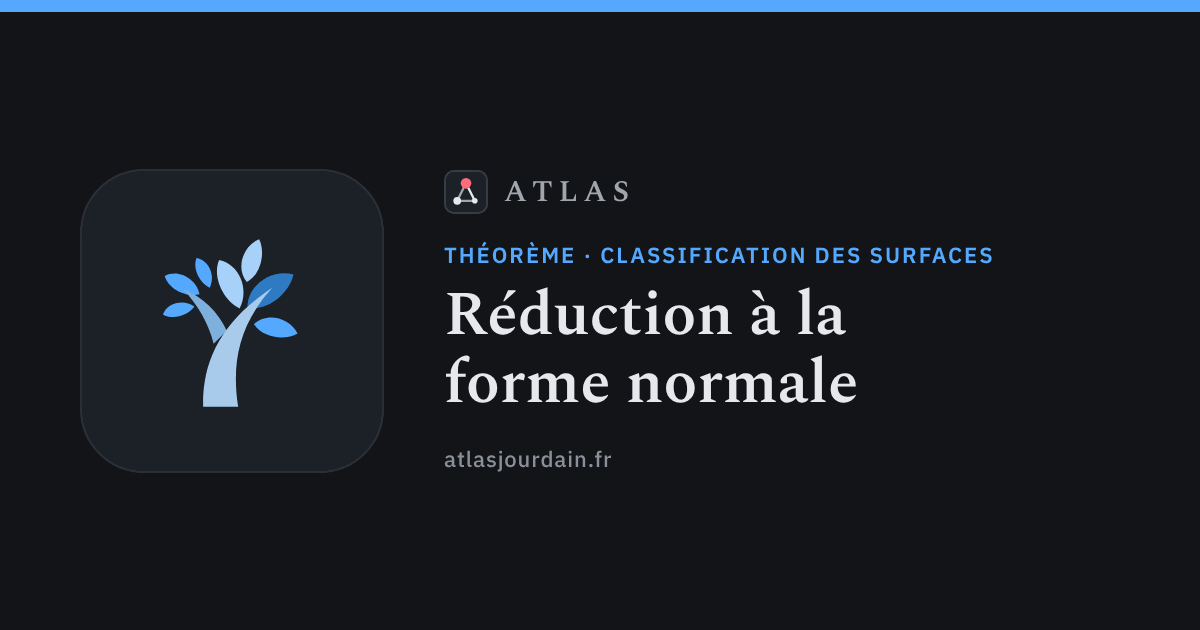 ATLAS
THÉORÈME · CLASSIFICATION DES SURFACES
Réduction à la
forme normale
atlasjourdain.fr